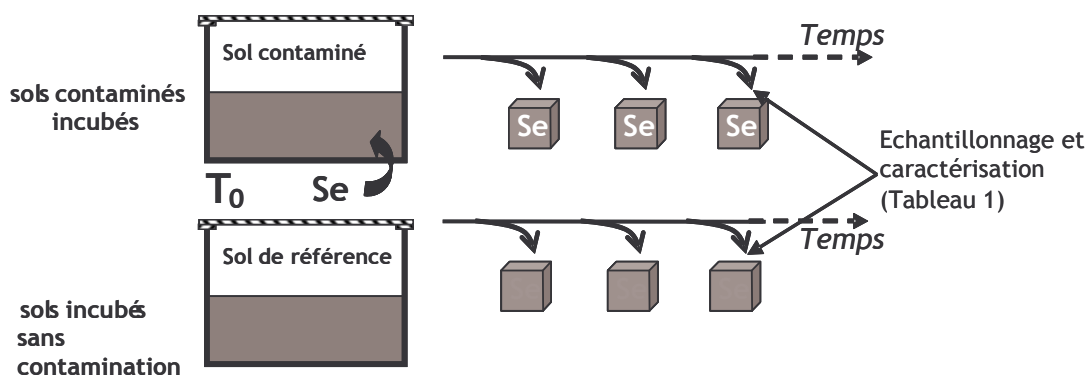 Sol contaminé
Temps
sols contaminés
incubés
Se Se Se
Echantillonnage et
caractérisation
(Tableau 1)
T0 Se
Temps
Sol de référence
sols incubés
sans
contamination